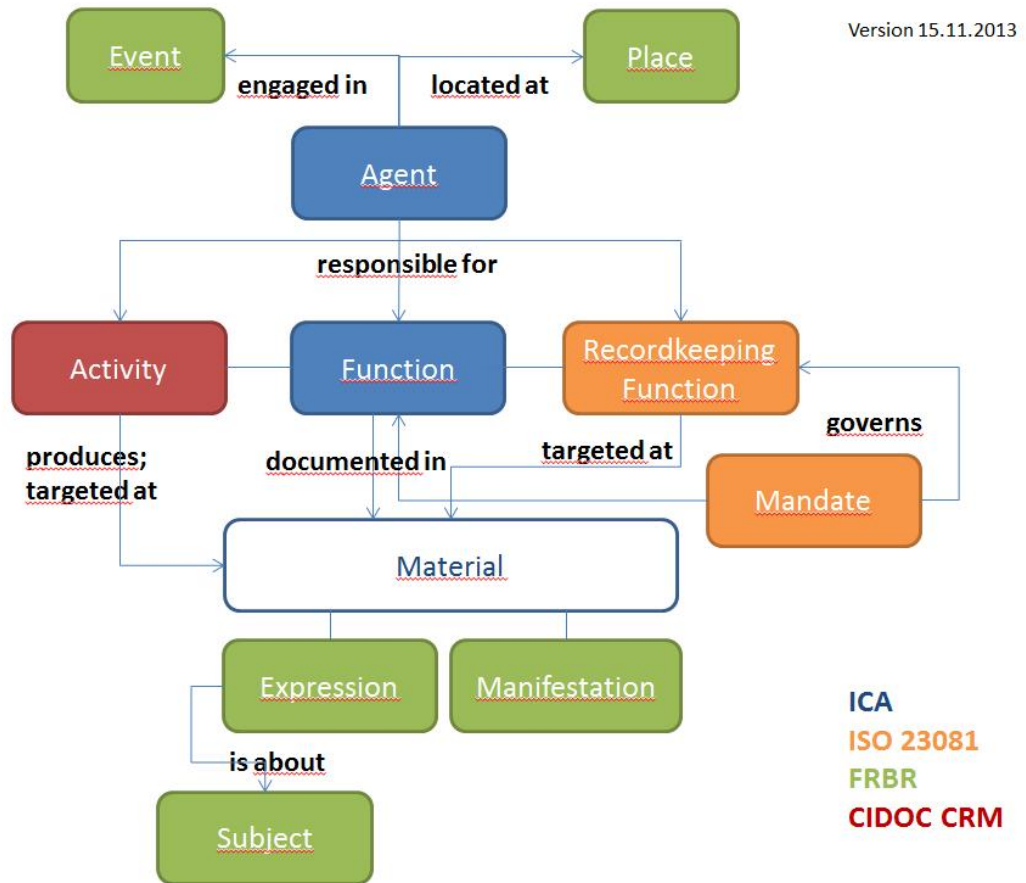 Version 15.11.2013
Event
Place
engaged in
located at
Agent
responsible for
Activity
Function
Recordkeeping
Function
governs
produces;
targeted at
documented in
targeted at
Mandate
Material
Expression
Manifestation
is about
Subject
ICA
ISO 23081
FRBR
CIDOC CRM